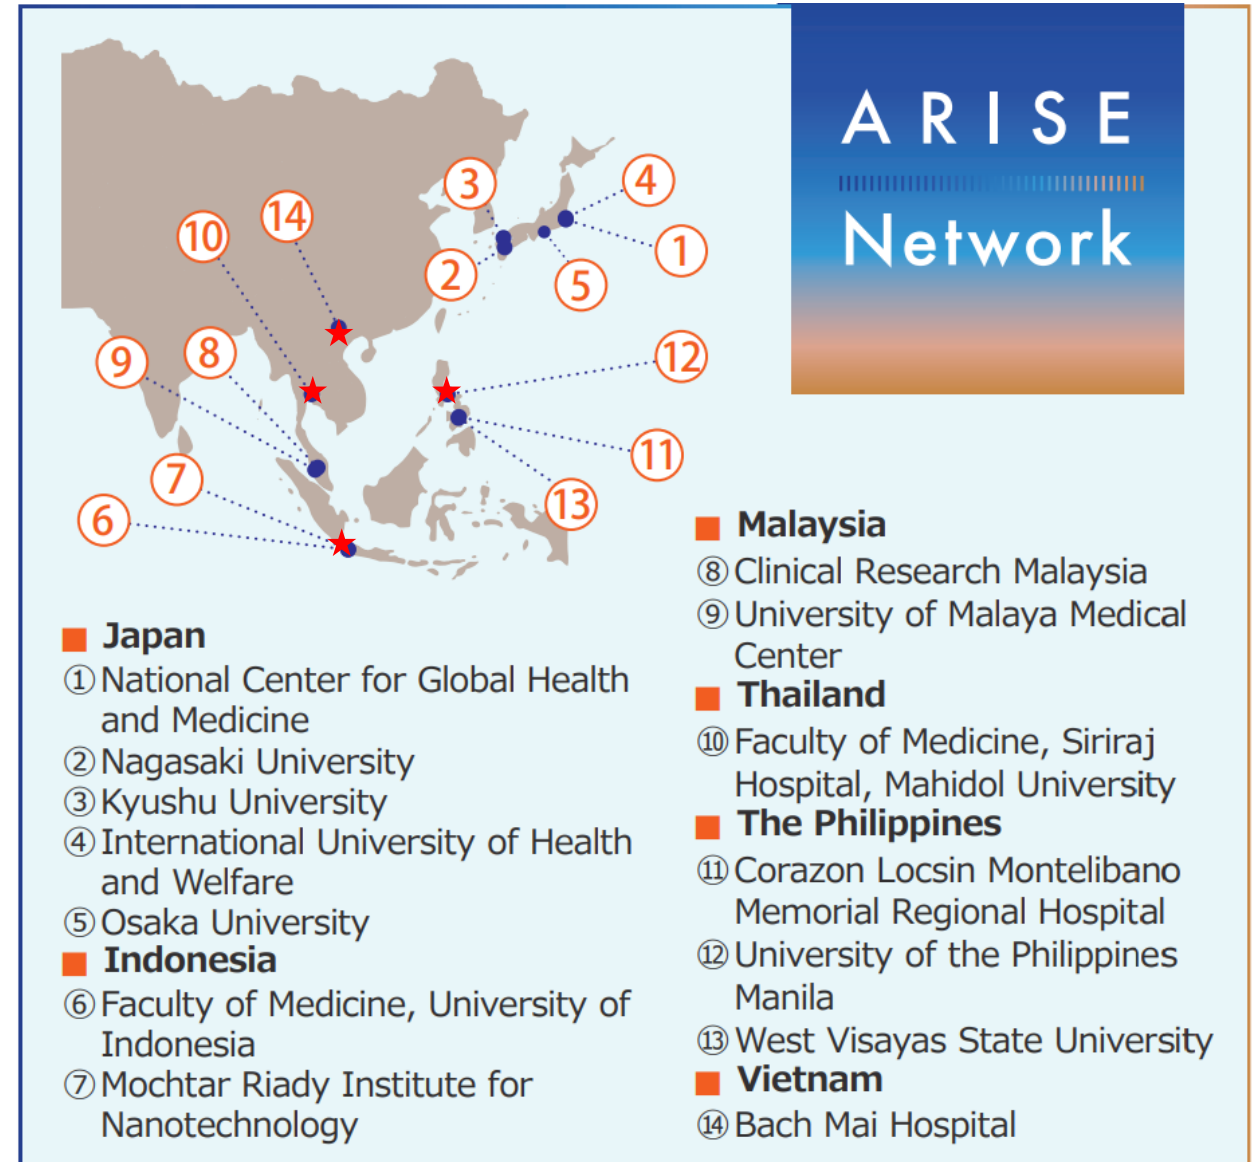 ARISE
Network
③
④
⑭
⑩
①
②
⑤
⑫
⑧
⑨
⑪
⑦
⑬
⑥
■ Japan
①National Center for Global Health
and Medicine
②Nagasaki University
③Kyushu University
④International University of Health
and Welfare
⑤Osaka University
■ Indonesia
⑥Faculty of Medicine, University of
Indonesia
⑦Mochtar Riady Institute for
Nanotechnology
■ Malaysia
⑧Clinical Research Malaysia
⑨University of Malaya Medical
Center
■ Thailand
⑩Faculty of Medicine, Siriraj
Hospital, Mahidol University
■ The Philippines
⑪Corazon Locsin Montelibano
Memorial Regional Hospital
⑫University of the Philippines
Manila
⑬West Visayas State University
■ Vietnam
⑭Bach Mai Hospital